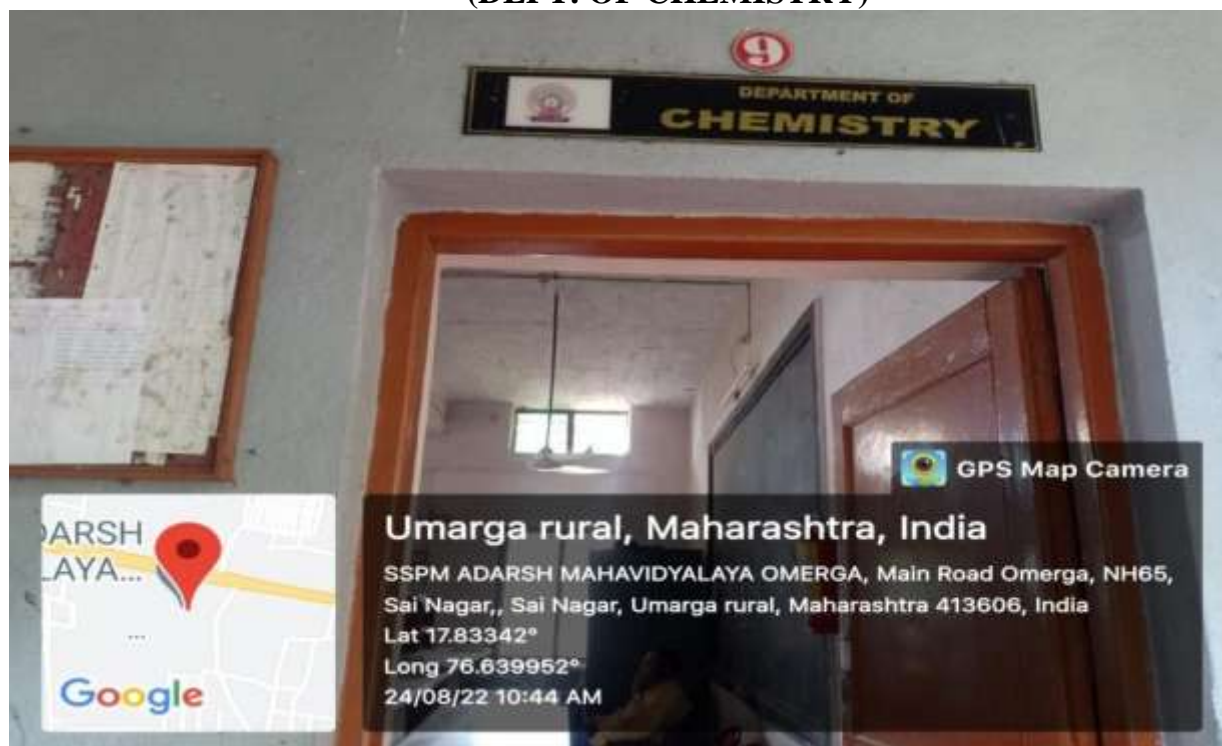 (DEPT. OF CHEMISTRY)
9
DEPARTMENT OF
CHEMISTRY
GPS Map Camera
DARSH
LAYA...
...
Google
Umarga rural, Maharashtra, India
SSPM ADARSH MAHAVIDYALAYA OMERGA, Main Road Omerga, NH65,
Sai Nagar,, Sai Nagar, Umarga rural, Maharashtra 413606, India
Lat 17.83342°
Long 76.639952°
24/08/22 10:44 AM